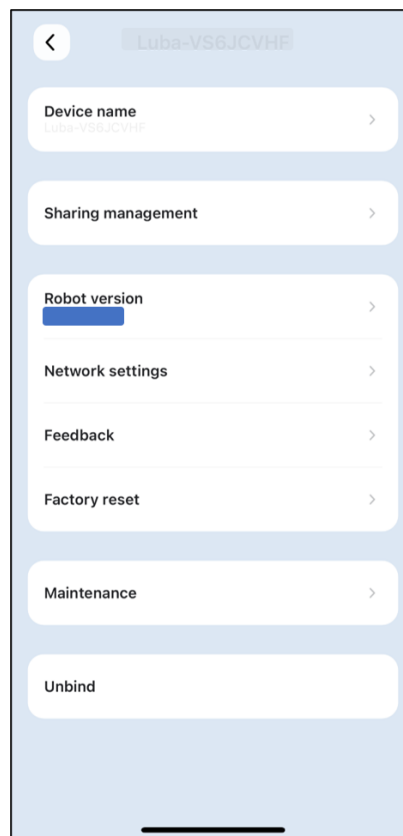 Luba-VS6JCVHF
Device name
Luba-VS6JCVHF
Sharing management
Robot version
Network settings
Feedback
Factory reset
Maintenance
Unbind